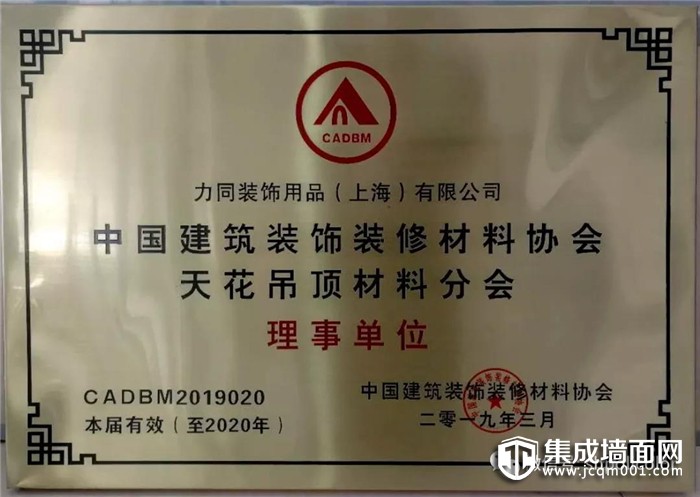 CADBM
力同装饰用品（上海）有限公司
中国建筑装饰装修材料协会
天花吊顶材料分会
理事单位
CADBM2019020
本届有效（至2020年）
中国建筑装饰装修材料协会
二零一九年三月
集成墙面网
www.jcqm001.com